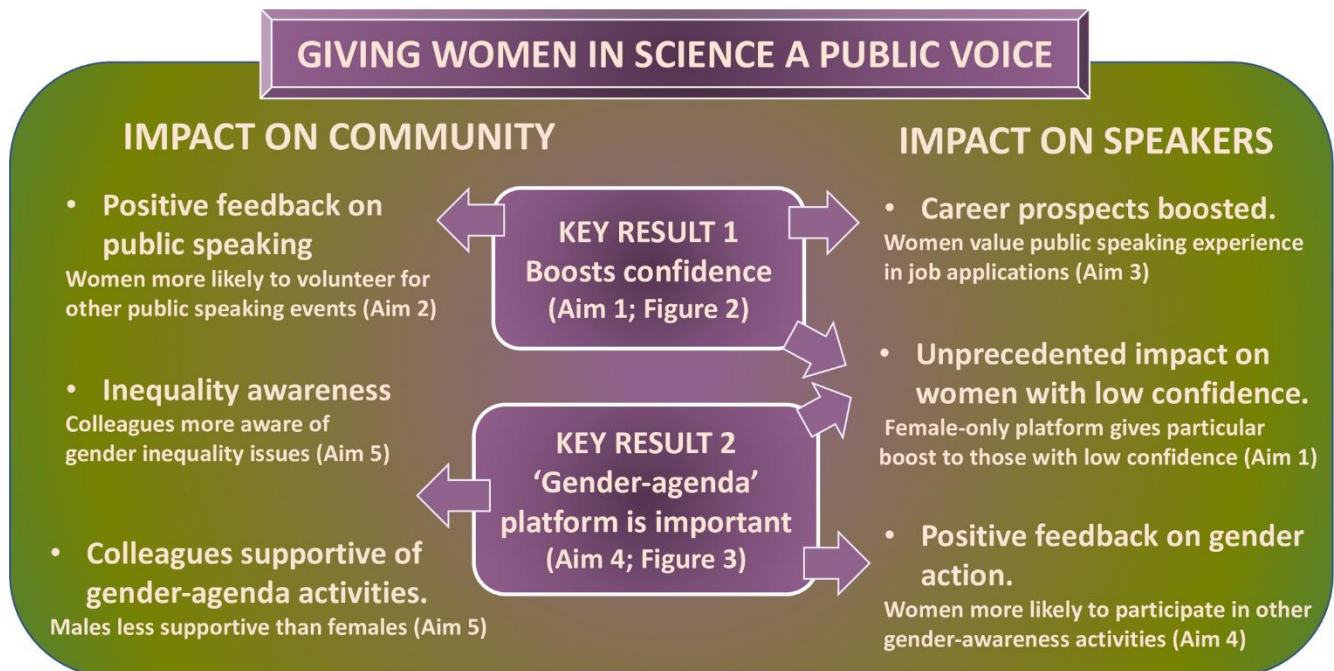 GIVING WOMEN IN SCIENCE A PUBLIC VOICE
IMPACT ON COMMUNITY
• Positive feedback on
public speaking
Women more likely to volunteer for
other public speaking events (Aim 2)
• Inequality awareness
Colleagues more aware of
gender inequality issues (Aim 5)
• Colleagues supportive of
gender-agenda activities.
Males less supportive than females (Aim 5)
KEY RESULT 1
Boosts confidence
(Aim 1; Figure 2)
KEY RESULT 2
‘Gender-agenda’
platform is important
(Aim 4; Figure 3)
IMPACT ON SPEAKERS
• Career prospects boosted.
Women value public speaking experience
in job applications (Aim 3)
• Unprecedented impact on
women with low confidence.
Female-only platform gives particular
boost to those with low confidence (Aim 1)
• Positive feedback on gender
action.
Women more likely to participate in other
gender-awareness activities (Aim 4)